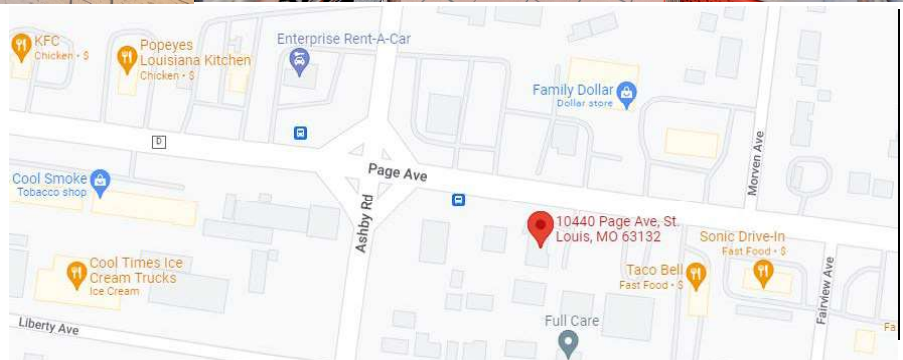 KFC
Chicken • $
Popeyes
Louisiana Kitchen
Chicken • $
Enterprise Rent-A-Car
Family Dollar
Dollar store
D
Page Ave
Morven Ave
Cool Smoke
Tobacco shop
Ashby Rd
10440 Page Ave, St.
Louis, MO 63132
Sonic Drive-In
Fast Food • $
Taco Bell
Fast Food • $
Cool Times Ice
Cream Trucks
Ice Cream
Fairview Ave
Liberty Ave
Full Care
Fa